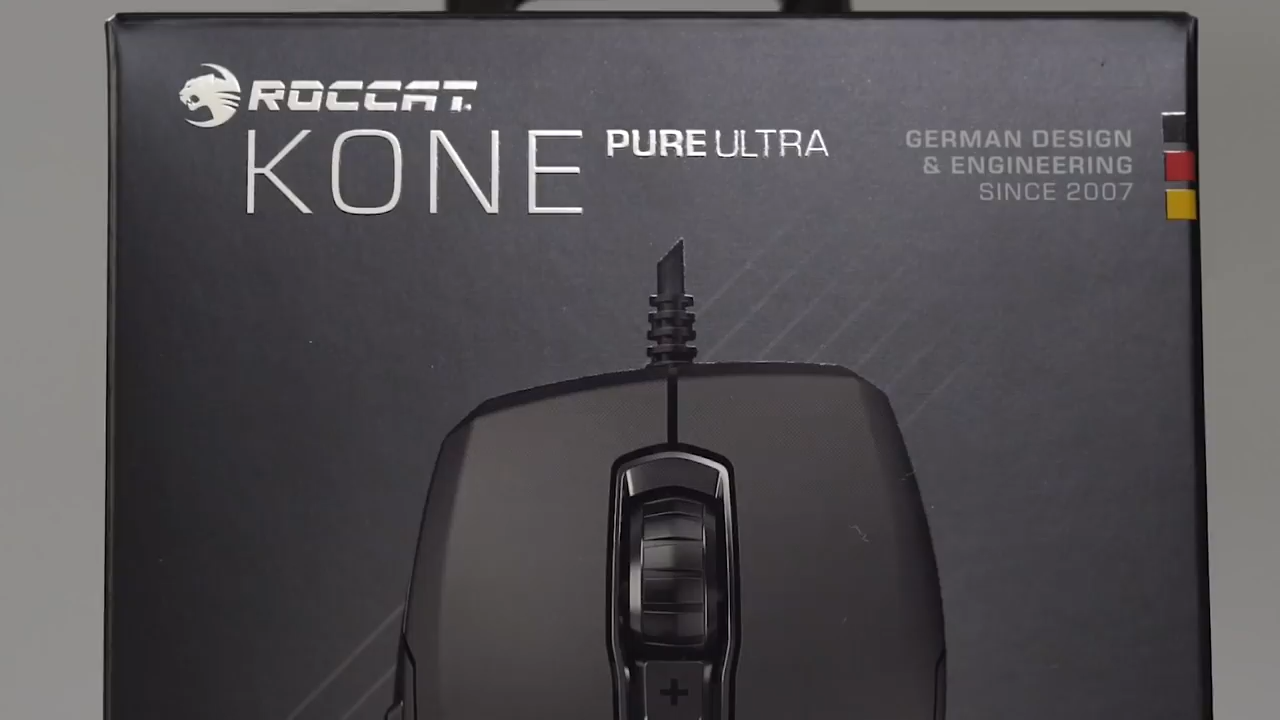 ROCCAT
KONE PURE ULTRA
GERMAN DESIGN
& ENGINEERING
SINCE 2007
+